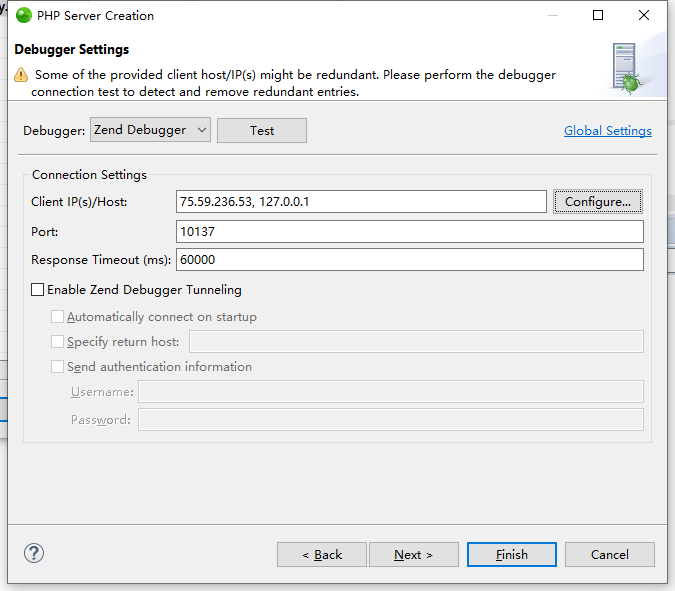 PHP Server Creation
Debugger Settings
Some of the provided client host/IP(s) might be redundant. Please perform the debugger
connection test to detect and remove redundant entries.
Debugger: Zend Debugger Test Global Settings
Connection Settings
Client IP(s)/Host: 75.59.236.53, 127.0.0.1 Configure...
Port: 10137
Response Timeout (ms): 60000
Enable Zend Debugger Tunneling
Automatically connect on startup
Specify return host:
Send authentication information
Username:
Password:
? < Back Next > Finish Cancel